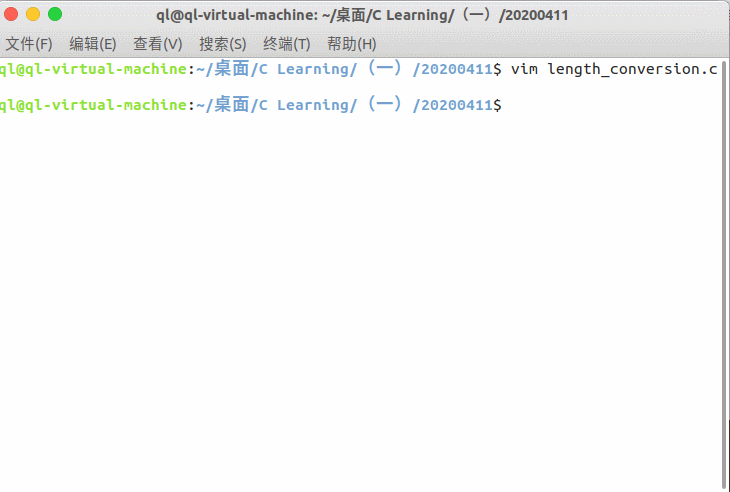 ql@ql-virtual-machine: ~/桌面/C Learning/（一）/20200411
文件(F) 编辑(E) 查看(V) 搜索(S) 终端(T) 帮助(H)
ql@ql-virtual-machine:~/桌面/C Learning/（一）/20200411$ vim length_conversion.c
ql@ql-virtual-machine:~/桌面/C Learning/（一）/20200411$